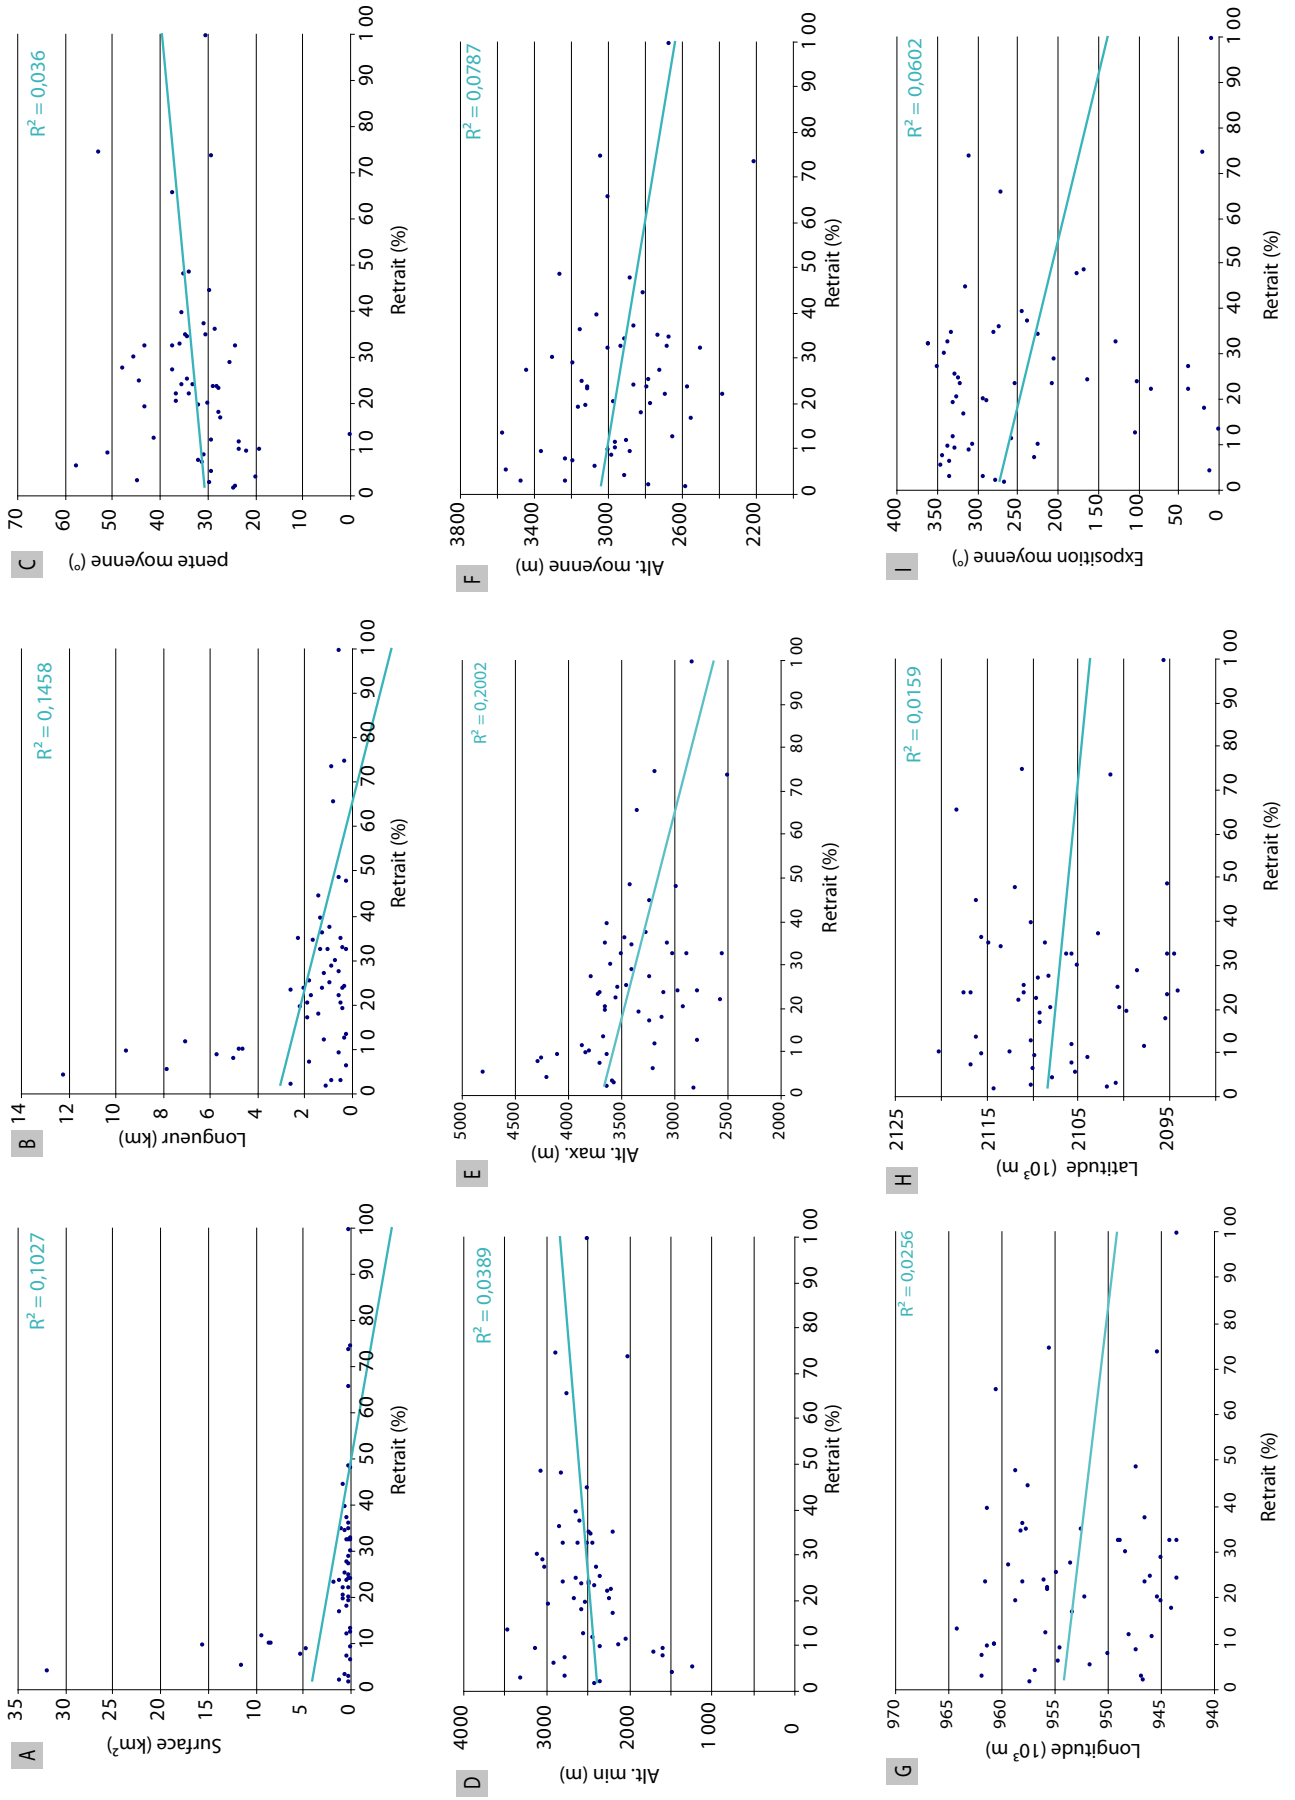 A
R² = 0,1027
Surface (km²)
35
30
25
20
15
10
5
0
0 10 20 30 40 50 60 70 80 90 100
Retrait (%)
B
R² = 0,1458
Longueur (km)
14
12
10
8
6
4
2
0
0 10 20 30 40 50 60 70 80 90 100
Retrait (%)
C
R² = 0,036
pente moyenne (°)
70
60
50
40
30
20
10
0
0 10 20 30 40 50 60 70 80 90 100
Retrait (%)
D
R² = 0,0389
Alt. min (m)
4000
3000
2000
1000
0
0 10 20 30 40 50 60 70 80 90 100
Retrait (%)
E
R² = 0,2002
Alt. max. (m)
5000
4500
4000
3500
3000
2500
2000
0 10 20 30 40 50 60 70 80 90 100
Retrait (%)
F
R² = 0,0787
Alt. moyenne (m)
3800
3400
3000
2600
2200
0 10 20 30 40 50 60 70 80 90 100
Retrait (%)
G
R² = 0,0256
Longitude (10³ m)
970
965
960
955
950
945
940
0 10 20 30 40 50 60 70 80 90 100
Retrait (%)
H
R² = 0,0159
Latitude (10³ m)
2125
2115
2105
2095
0 10 20 30 40 50 60 70 80 90 100
Retrait (%)
I
R² = 0,0602
Exposition moyenne (°)
400
350
300
250
200
150
100
50
0
0 10 20 30 40 50 60 70 80 90 100
Retrait (%)